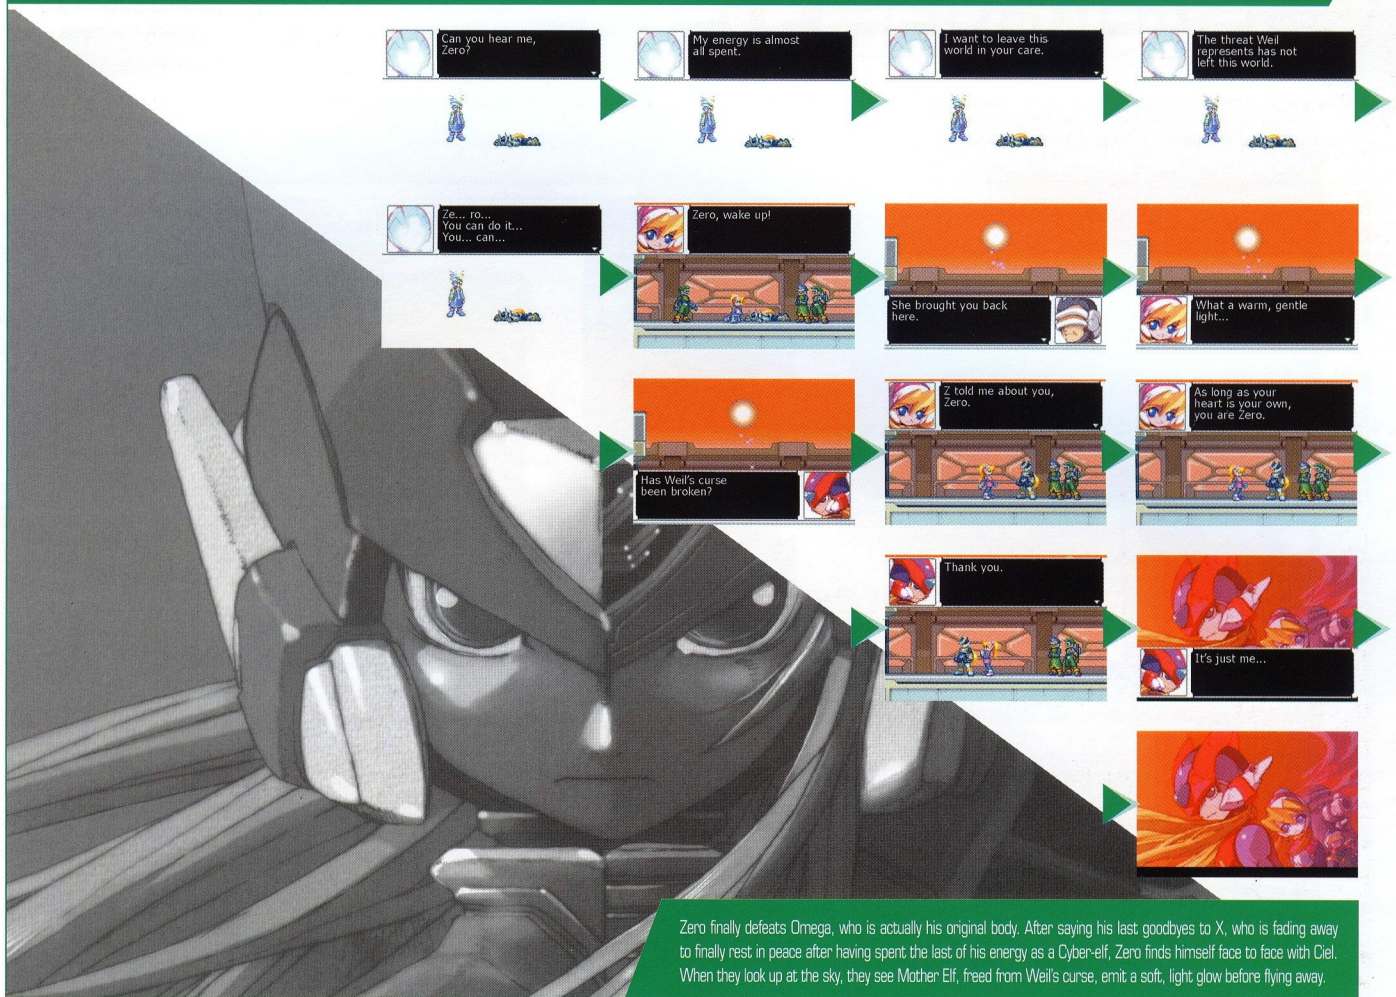 Can you hear me,
Zero?
My energy is almost
all spent.
I want to leave this
world in your care.
The threat Weil
represents has not
left this world.
Ze... ro...
You can do it...
You... can...
Zero, wake up!
She brought you back
here.
What a warm, gentle
light...
Has Weil's curse
been broken?
Z told me about you,
Zero.
As long as your
heart is your own,
you are Zero.
Thank you.
It's just me...
Zero finally defeats Omega, who is actually his original body. After saying his last goodbyes to X, who is fading away
to finally rest in peace after having spent the last of his energy as a Cyber-elf, Zero finds himself face to face with Ciel.
When they look up at the sky, they see Mother Elf, freed from Weil's curse, emit a soft, light glow before flying away.